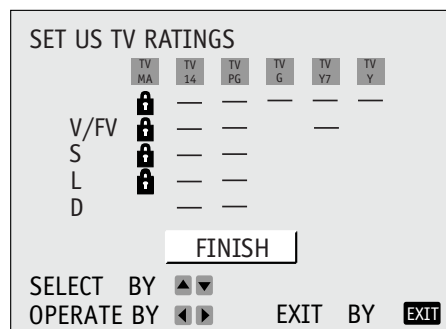 SET US TV RATINGS
TV MA TV 14 TV PG TV G TV Y7 TV Y
V/FV
S
L
D
FINISH
SELECT BY
OPERATE BY EXIT BY EXIT